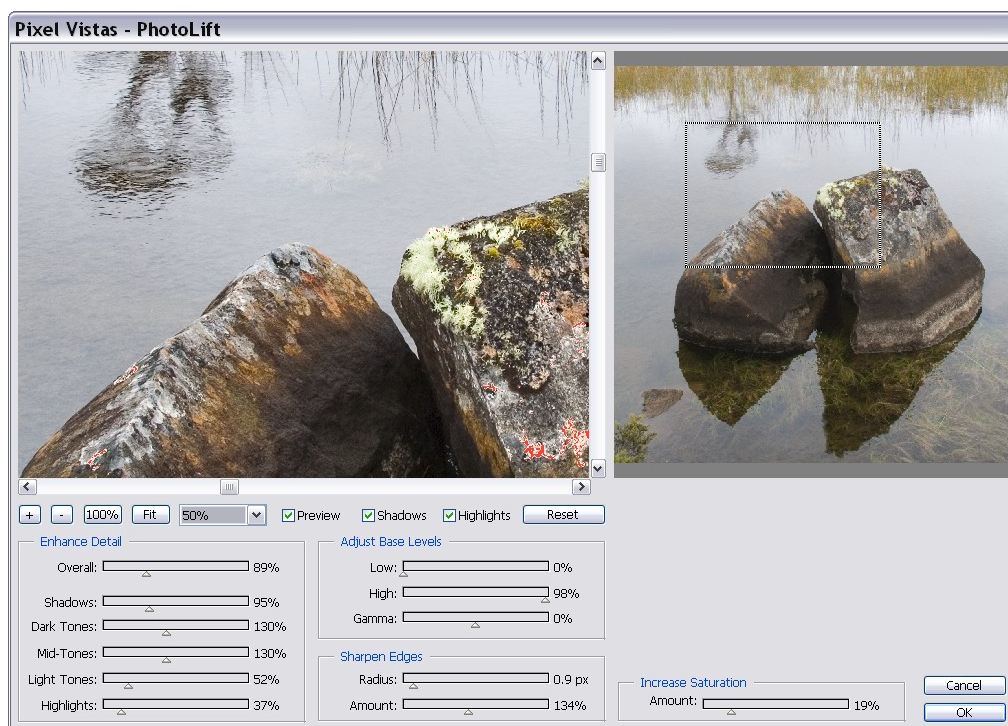 Pixel Vistas - PhotoLift
+ - 100% Fit 50% Preview Shadows Highlights Reset
Enhance Detail
Overall: 89%
Shadows: 95%
Dark Tones: 130%
Mid-Tones: 130%
Light Tones: 52%
Highlights: 37%
Adjust Base Levels
Low: 0%
High: 98%
Gamma: 0%
Sharpen Edges
Radius: 0.9 px
Amount: 134%
Increase Saturation
Amount: 19%
Cancel
OK